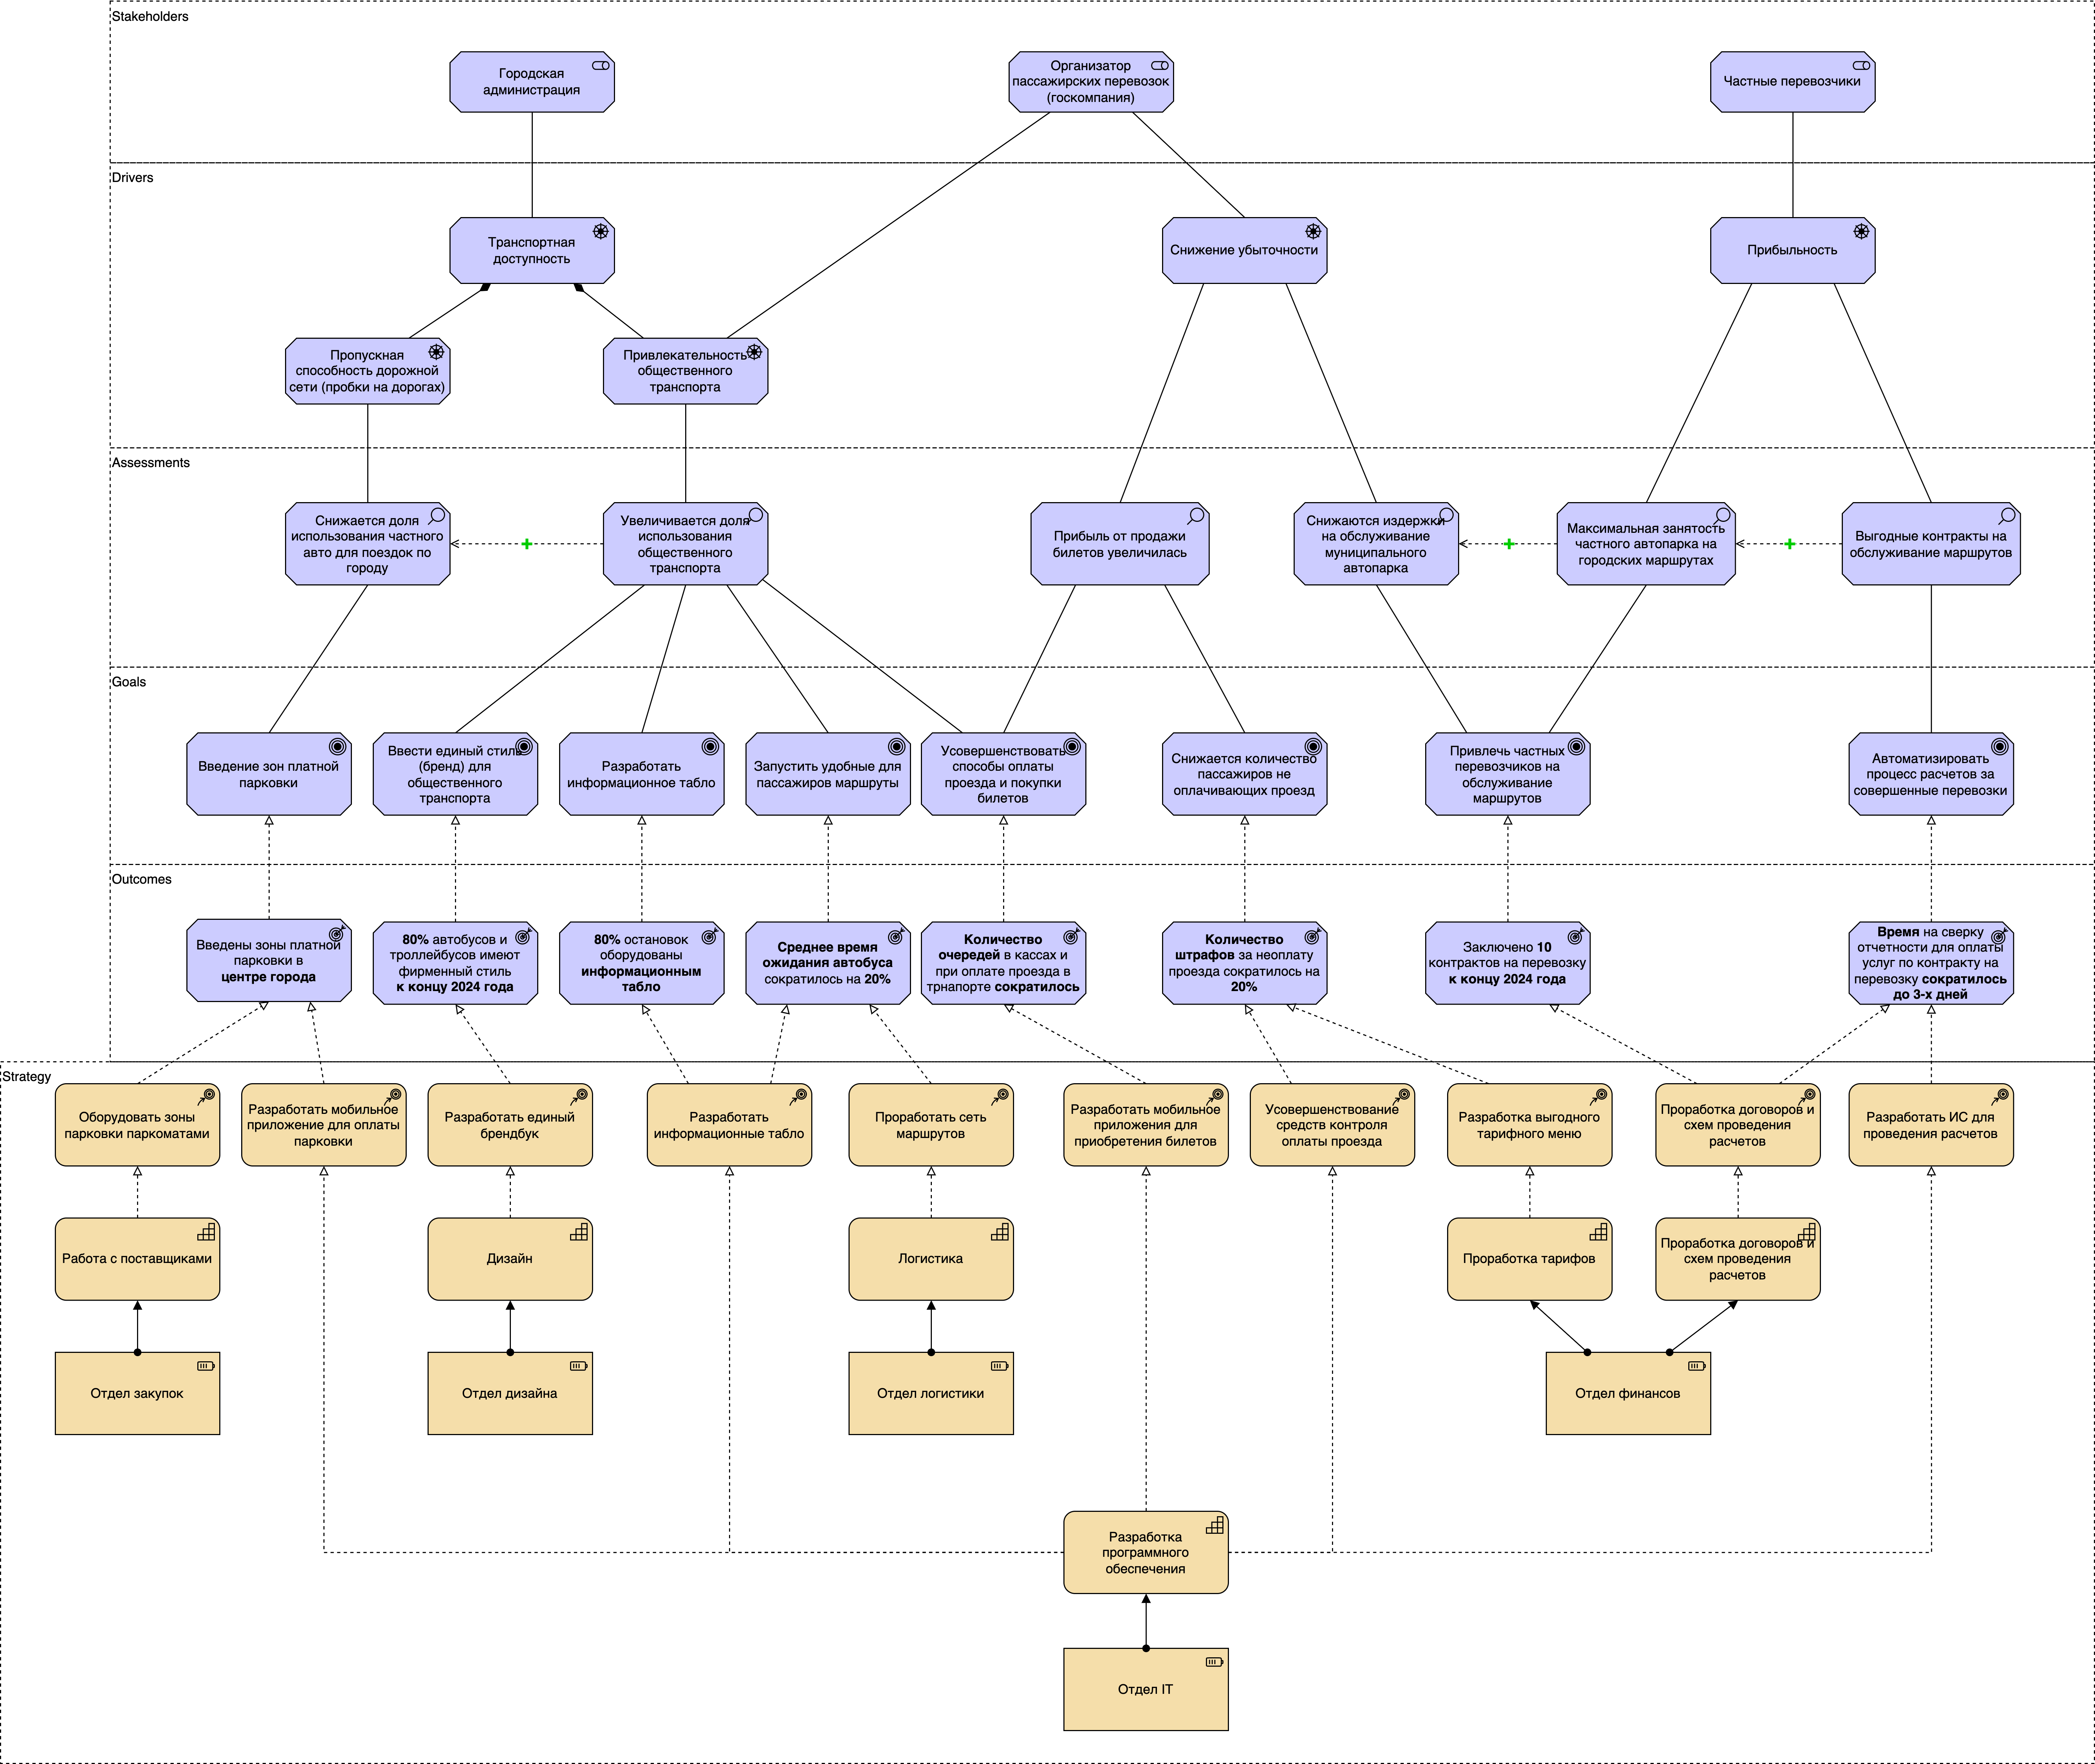 Stakeholders
Городская
администрация
Организатор
пассажирских перевозок
(госкомпания)
Частные перевозчики
Drivers
Транспортная
доступность
Снижение убыточности
Прибыльность
Пропускная
способность дорожной
сети (пробки на дорогах)
Привлекательность
общественного
транспорта
Assessments
Снижается доля
использования частного
авто для поездок по
городу
Увеличивается доля
использования
общественного
транспорта
Прибыль от продажи
билетов увеличилась
Снижаются издержки
на обслуживание
муниципального
автопарка
Максимальная занятость
частного автопарка на
городских маршрутах
Выгодные контракты на
обслуживание маршрутов
Goals
Введение зон платной
парковки
Ввести единый стиль
(бренд) для
общественного
транспорта
Разработать
информационное табло
Запустить удобные для
пассажиров маршруты
Усовершенствовать
способы оплаты
проезда и покупки
билетов
Снижается количество
пассажиров не
оплачивающих проезд
Привлечь частных
перевозчиков на
обслуживание
маршрутов
Автоматизировать
процесс расчетов за
совершенные перевозки
Outcomes
Введены зоны платной
парковки в
центре города
80% автобусов и
троллейбусов имеют
фирменный стиль
к концу 2024 года
80% остановок
оборудованы
информационным
табло
Среднее время
ожидания автобуса
сократилось на 20%
Количество
очередей в кассах и
при оплате проезда в
трнапорте сократилось
Количество
штрафов за неоплату
проезда сократилось на
20%
Заключено 10
контрактов на перевозку
к концу 2024 года
Время на сверку
отчетности для оплаты
услуг по контракту на
перевозку сократилось
до 3-х дней
Strategy
Оборудовать зоны
парковки паркоматами
Разработать мобильное
приложение для оплаты
парковки
Разработать единый
брендбук
Разработать
информационные табло
Проработать сеть
маршрутов
Разработать мобильное
приложения для
приобретения билетов
Усовершенствование
средств контроля
оплаты проезда
Разработка выгодного
тарифного меню
Проработка договоров и
схем проведения
расчетов
Разработать ИС для
проведения расчетов
Работа с поставщиками
Дизайн
Логистика
Проработка тарифов
Проработка договоров и
схем проведения
расчетов
Отдел закупок
Отдел дизайна
Отдел логистики
Отдел финансов
Разработка
программного
обеспечения
Отдел IT